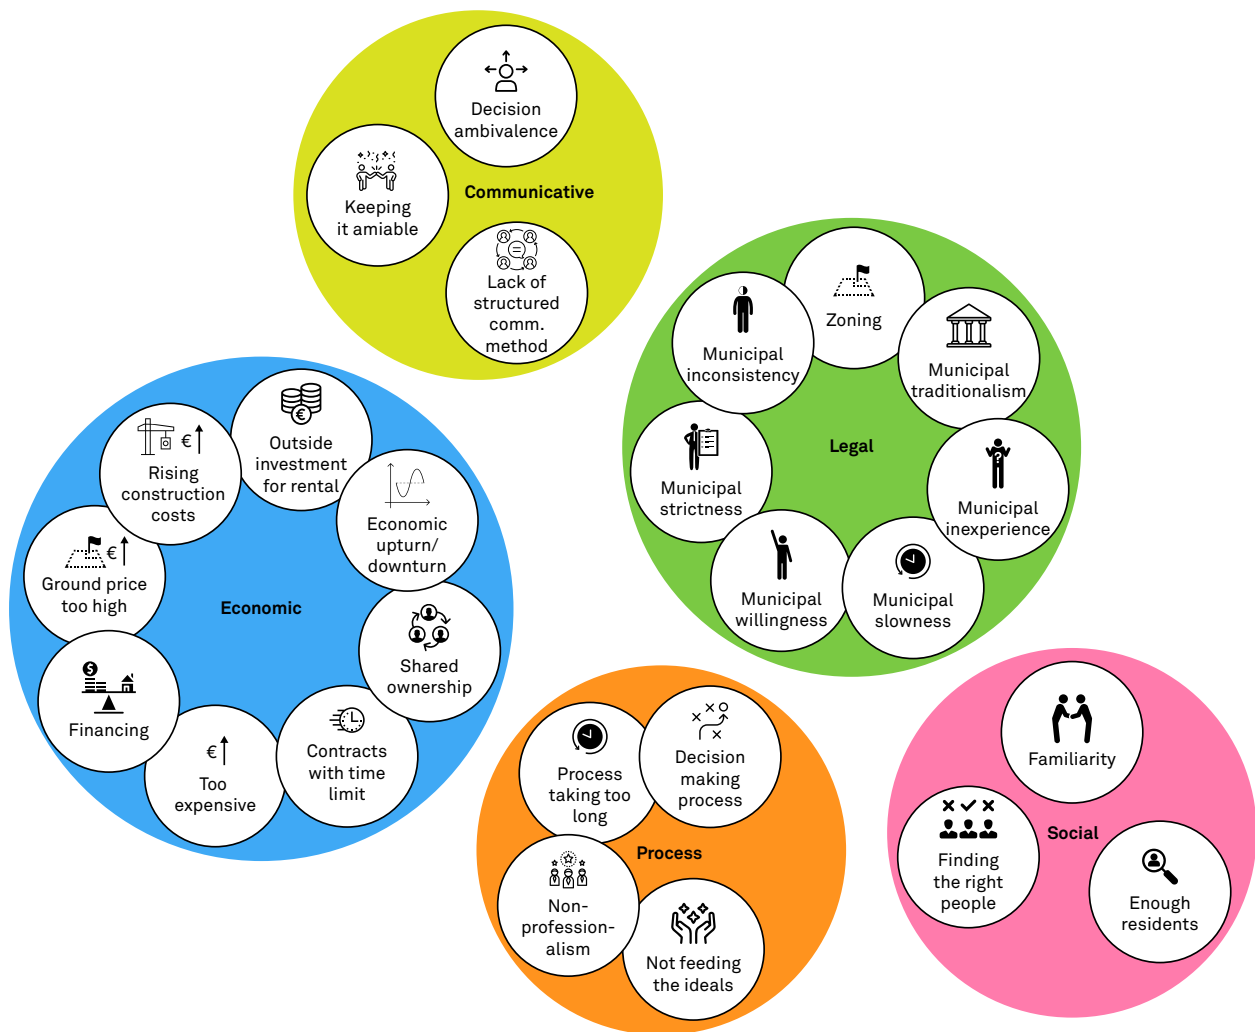 Decision
ambivalence
Keeping
it amiable
Communicative
Lack of
structured
comm.
method
Zoning
Municipal
inconsistency
Municipal
traditionalism
Legal
Municipal
strictness
Municipal
inexperience
Municipal
willingness
Municipal
slowness
€
Rising
construction
costs
€
Outside
investment
for rental
Economic
upturn/
downturn
€
Ground price
too high
Economic
Shared
ownership
$
Financing
€
Too
expensive
Contracts
with time
limit
Process
taking too
long
Decision
making
process
Process
Non-
profession-
alism
Not feeding
the ideals
Familiarity
Social
Finding
the right
people
Enough
residents